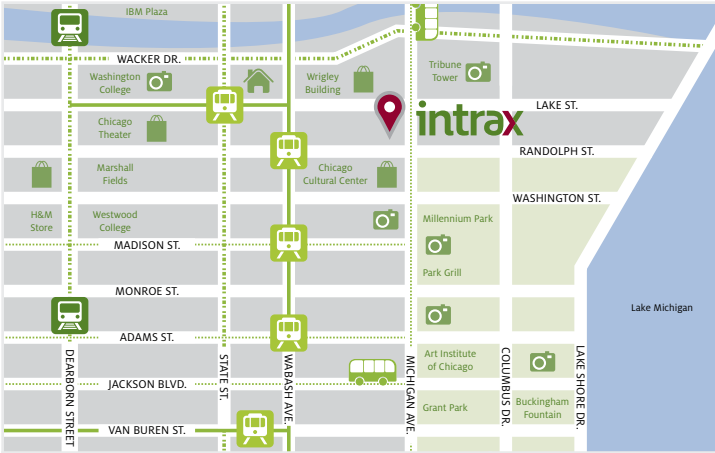 IBM Plaza
WACKER DR.
Washington
College
Wrigley
Building
Tribune
Tower
LAKE ST.
intrax
Chicago
Theater
RANDOLPH ST.
Marshall
Fields
Chicago
Cultural Center
WASHINGTON ST.
H&M
Store
Westwood
College
Millennium Park
MADISON ST.
Park Grill
MONROE ST.
Lake Michigan
ADAMS ST.
DEARBORN STREET
STATE ST.
WABASH AVE.
MICHIGAN AVE.
COLUMBUS DR.
LAKE SHORE DR.
Art Institute
of Chicago
JACKSON BLVD.
Grant Park
Buckingham
Fountain
VAN BUREN ST.